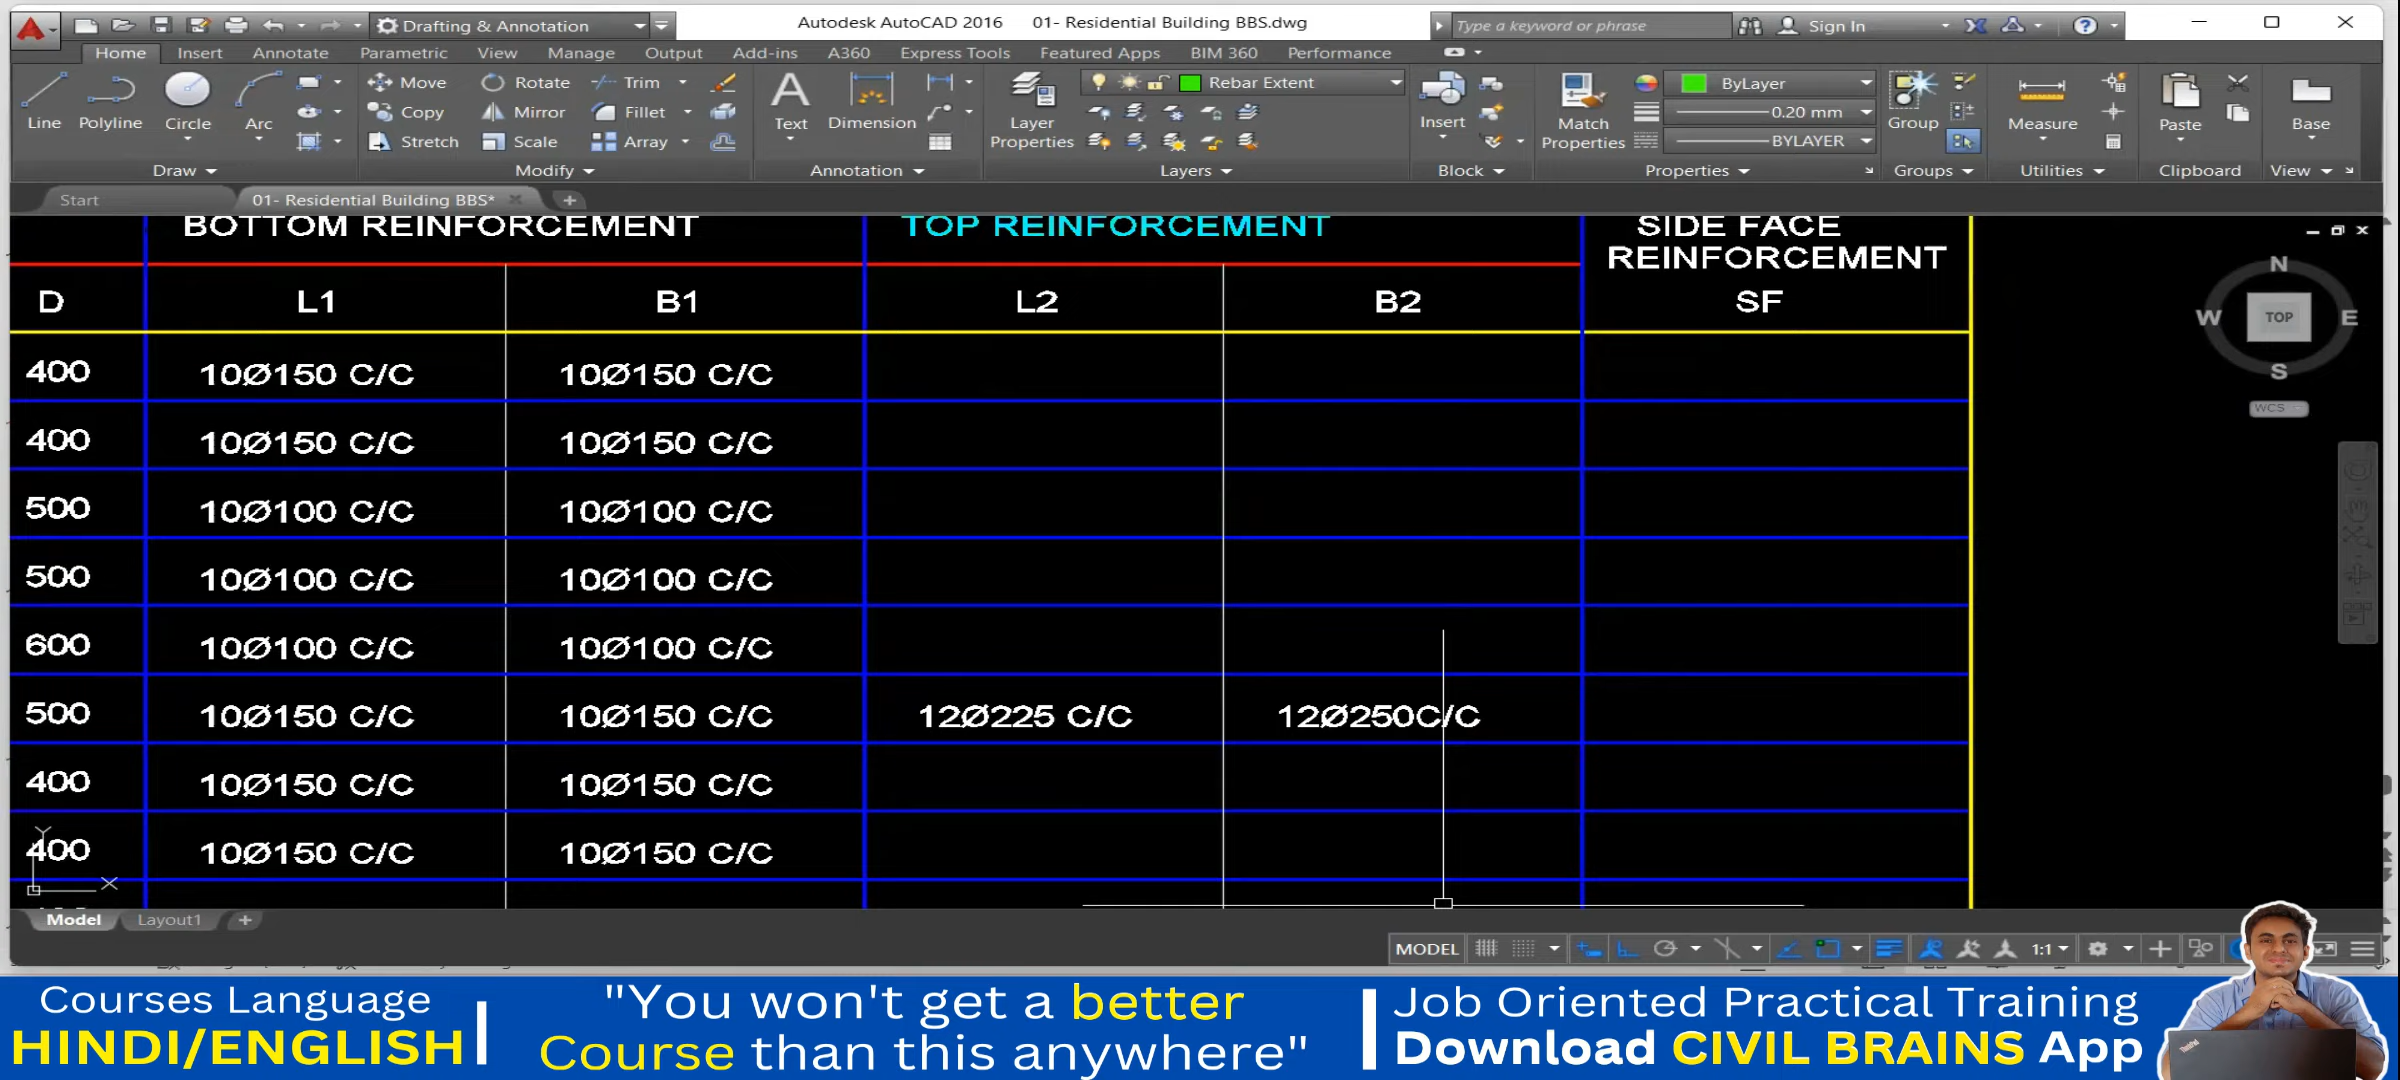 Drafting & Annotation
Autodesk AutoCAD 2016 01- Residential Building BBS.dwg
Type a keyword or phrase
Sign In
Home Insert Annotate Parametric View Manage Output Add-ins A360 Express Tools Featured Apps BIM 360 Performance
Line Polyline Circle Arc
Move Rotate Trim
Copy Mirror Fillet
Stretch Scale Array
Text Dimension
Layer Properties
Rebar Extent
Insert
Match Properties
ByLayer
0.20 mm
BYLAYER
Group Measure Paste Base
Draw Modify Annotation Layers Block Properties Groups Utilities Clipboard View
Start 01- Residential Building BBS*
BOTTOM REINFORCEMENT TOP REINFORCEMENT SIDE FACE
REINFORCEMENT
D L1 B1 L2 B2 SF
400 10Ø150 C/C 10Ø150 C/C
400 10Ø150 C/C 10Ø150 C/C
500 10Ø100 C/C 10Ø100 C/C
500 10Ø100 C/C 10Ø100 C/C
600 10Ø100 C/C 10Ø100 C/C
500 10Ø150 C/C 10Ø150 C/C 12Ø225 C/C 12Ø250C/C
400 10Ø150 C/C 10Ø150 C/C
400 10Ø150 C/C 10Ø150 C/C
N
W TOP E
S
WCS
Y
X
Model Layout1
MODEL 1:1
Courses Language
HINDI/ENGLISH
"You won't get a better
Course than this anywhere"
Job Oriented Practical Training
Download CIVIL BRAINS App